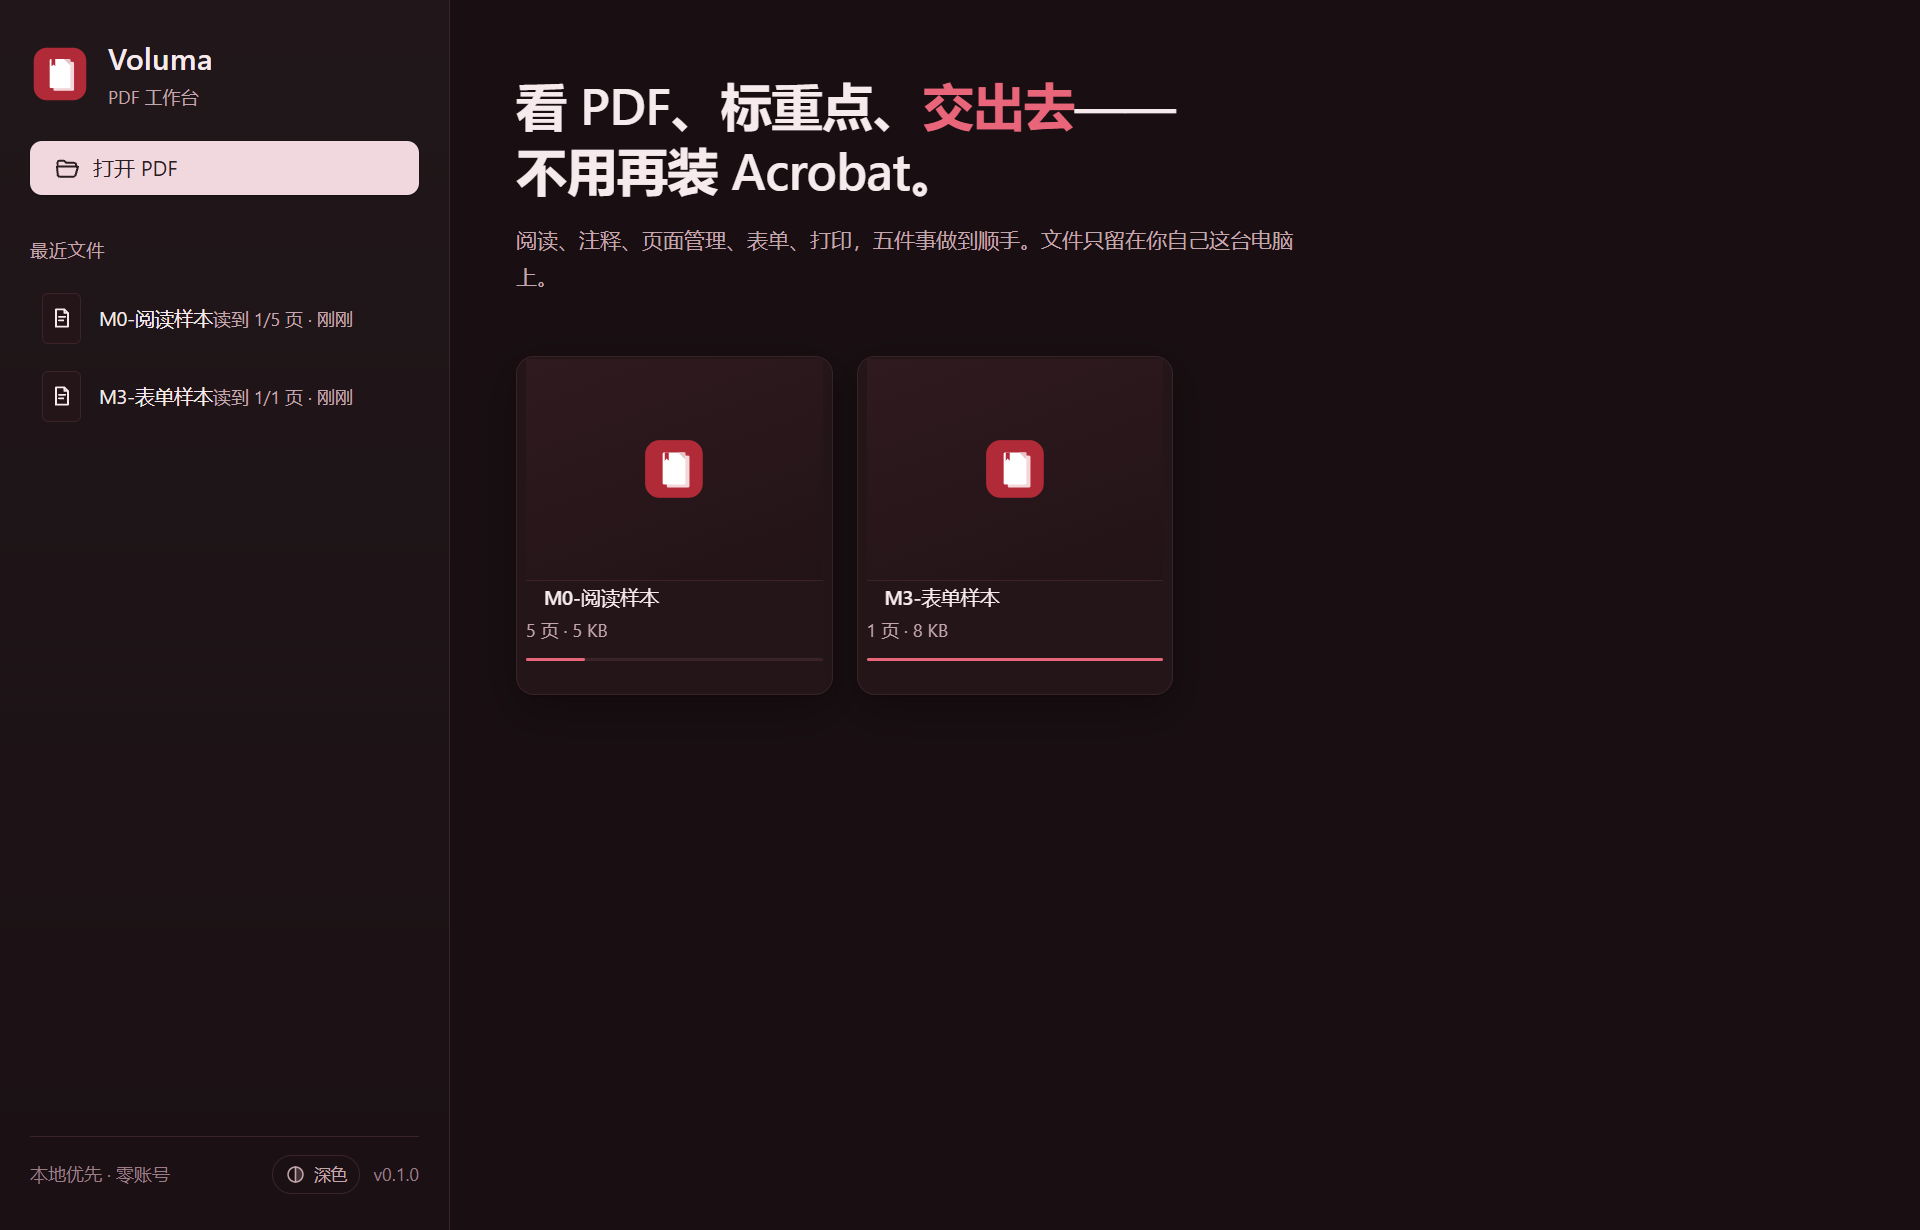 Voluma
PDF 工作台
打开 PDF
最近文件
M0-阅读样本读到 1/5 页 · 刚刚
M3-表单样本读到 1/1 页 · 刚刚
本地优先 · 零账号
深色
v0.1.0
看 PDF、标重点、交出去——
不用再装 Acrobat。
阅读、注释、页面管理、表单、打印，五件事做到顺手。文件只留在你自己这台电脑
上。
M0-阅读样本
5 页 · 5 KB
M3-表单样本
1 页 · 8 KB